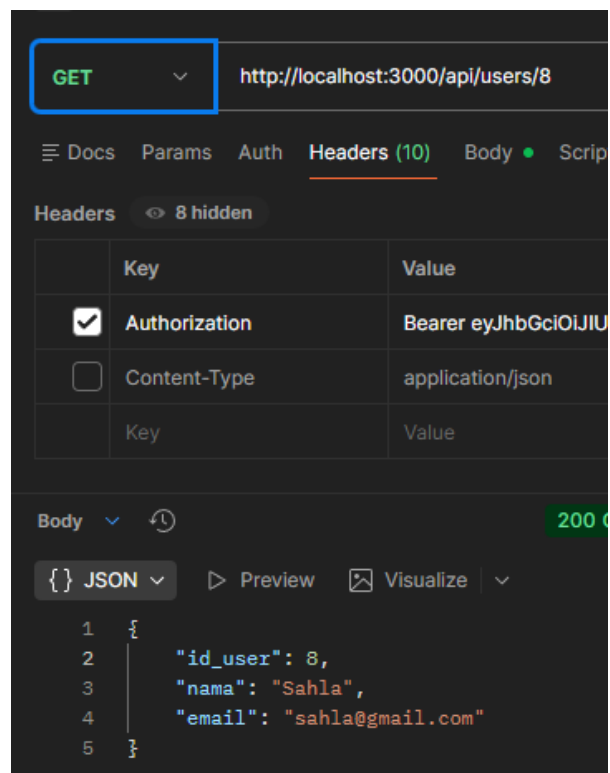 GET http://localhost:3000/api/users/8
Docs Params Auth Headers (10) Body Scrip
Headers 8 hidden
Key Value
Authorization Bearer eyJhbGciOiJIU
Content-Type application/json
Key Value
Body 200 O
{} JSON Preview Visualize
1 {
2 "id_user": 8,
3 "nama": "Sahla",
4 "email": "sahla@gmail.com"
5 }